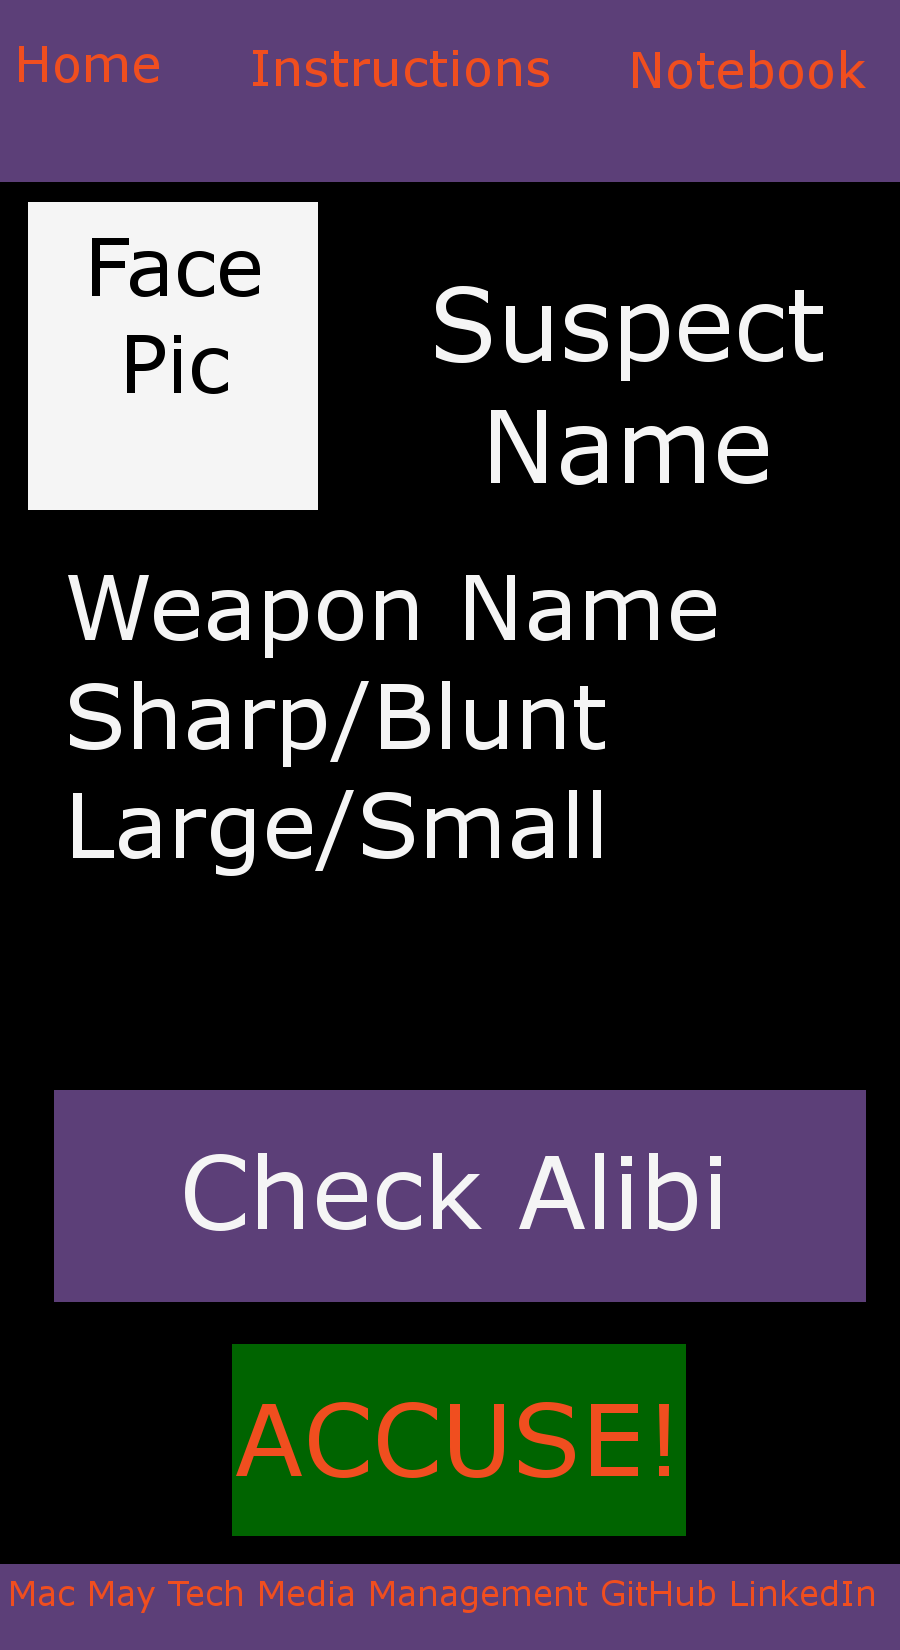 Home Instructions Notebook
Face
Pic
Suspect
Name
Weapon Name
Sharp/Blunt
Large/Small
Check Alibi
ACCUSE!
Mac May Tech Media Management GitHub LinkedIn